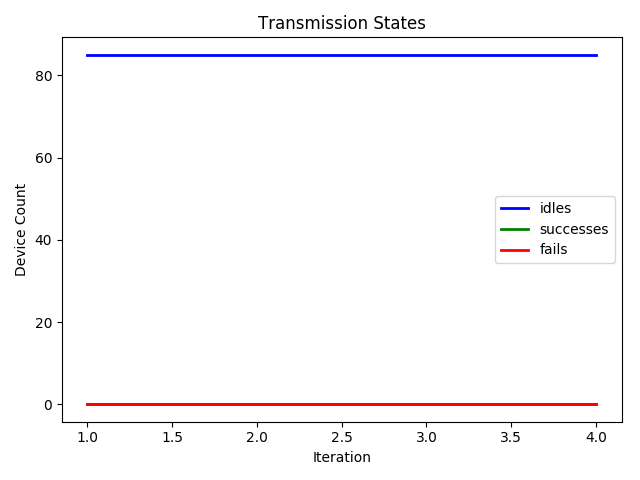 Transmission States
Device Count
80
60
40
20
0
idles
successes
fails
1.0 1.5 2.0 2.5 3.0 3.5 4.0
Iteration